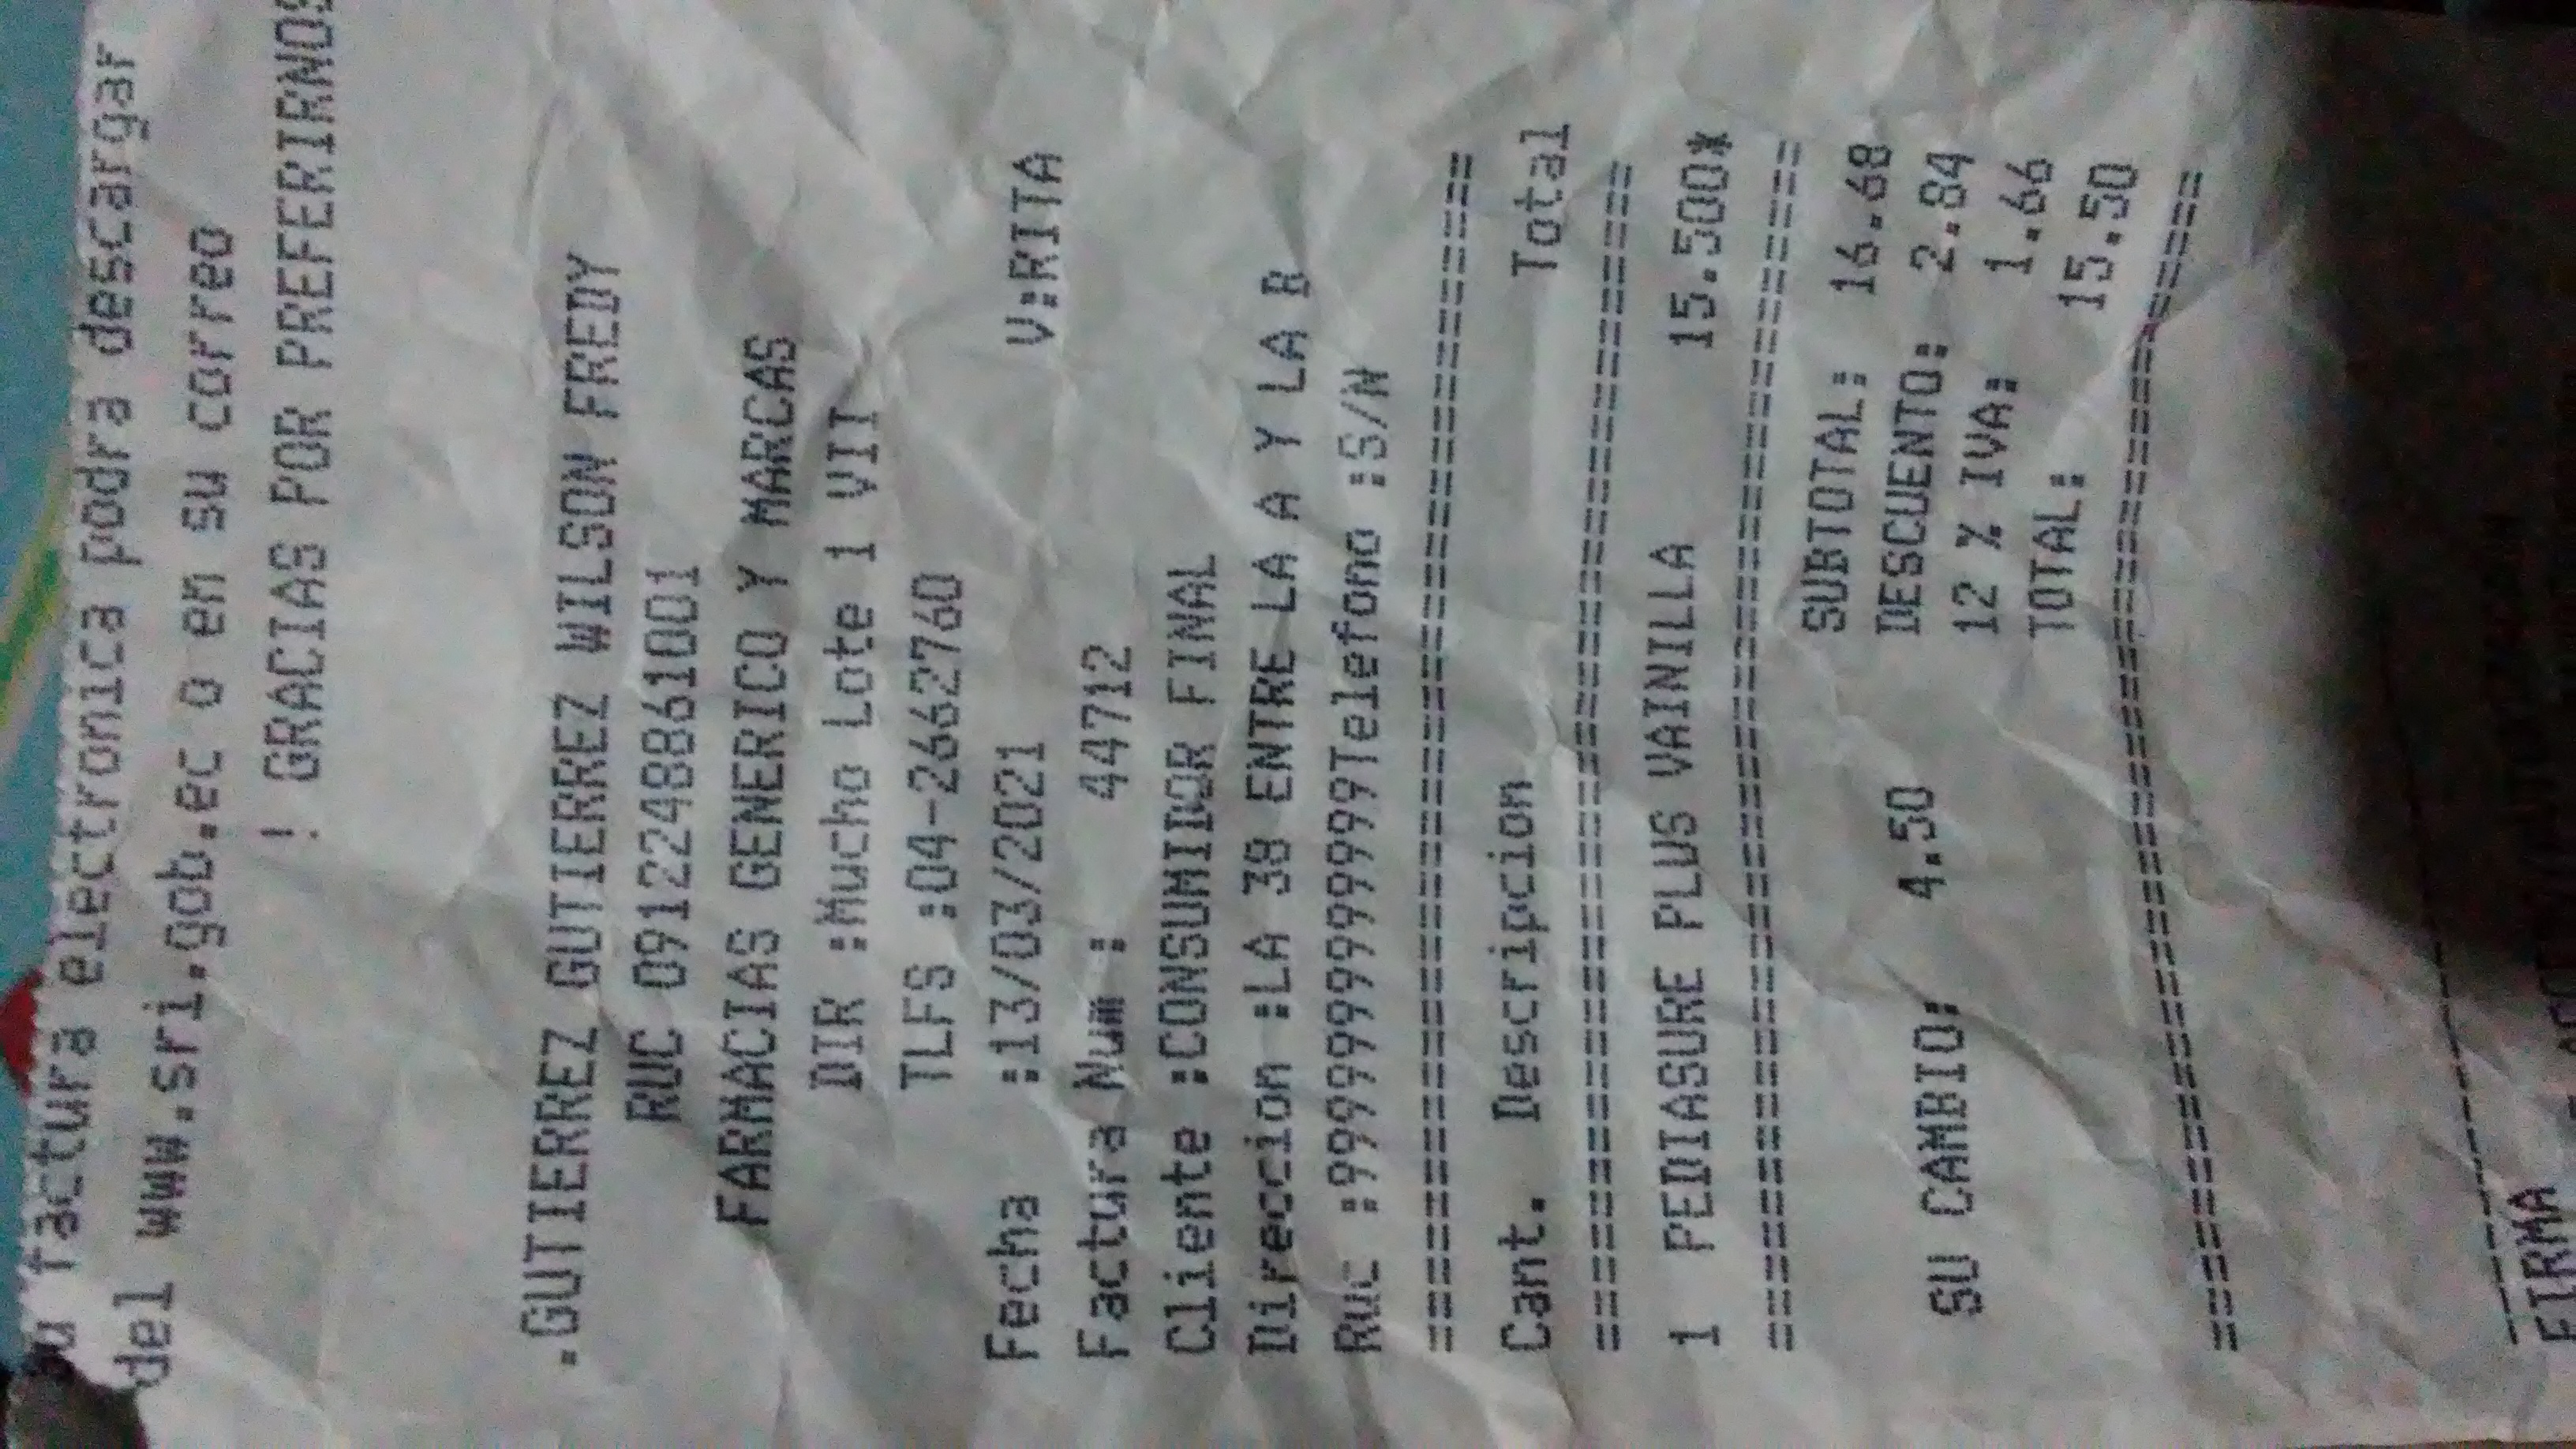 su factura electronica podra descargar
del www.sri.gob.ec o en su correo
! GRACIAS POR PREFERIRNOS
.GUTIERREZ GUTIERREZ WILSON FREDY
RUC 0912248861001
FARMACIAS GENERICO Y MARCAS
DIR :Mucho Lote 1 VII
TLFS :04-2662760
Fecha :13/03/2021 V:RITA
Factura Num : 44712
Cliente :CONSUMIDOR FINAL
Direccion :LA 38 ENTRE LA A Y LA B
Ruc :9999999999999Telefono :S/N
Cant. Descripcion Total
1 PEDIASURE PLUS VAINILLA 15.500*
SUBTOTAL: 16.68
SU CAMBIO: 4.50 DESCUENTO: 2.84
12 % IVA: 1.66
TOTAL: 15.50
FIRMA